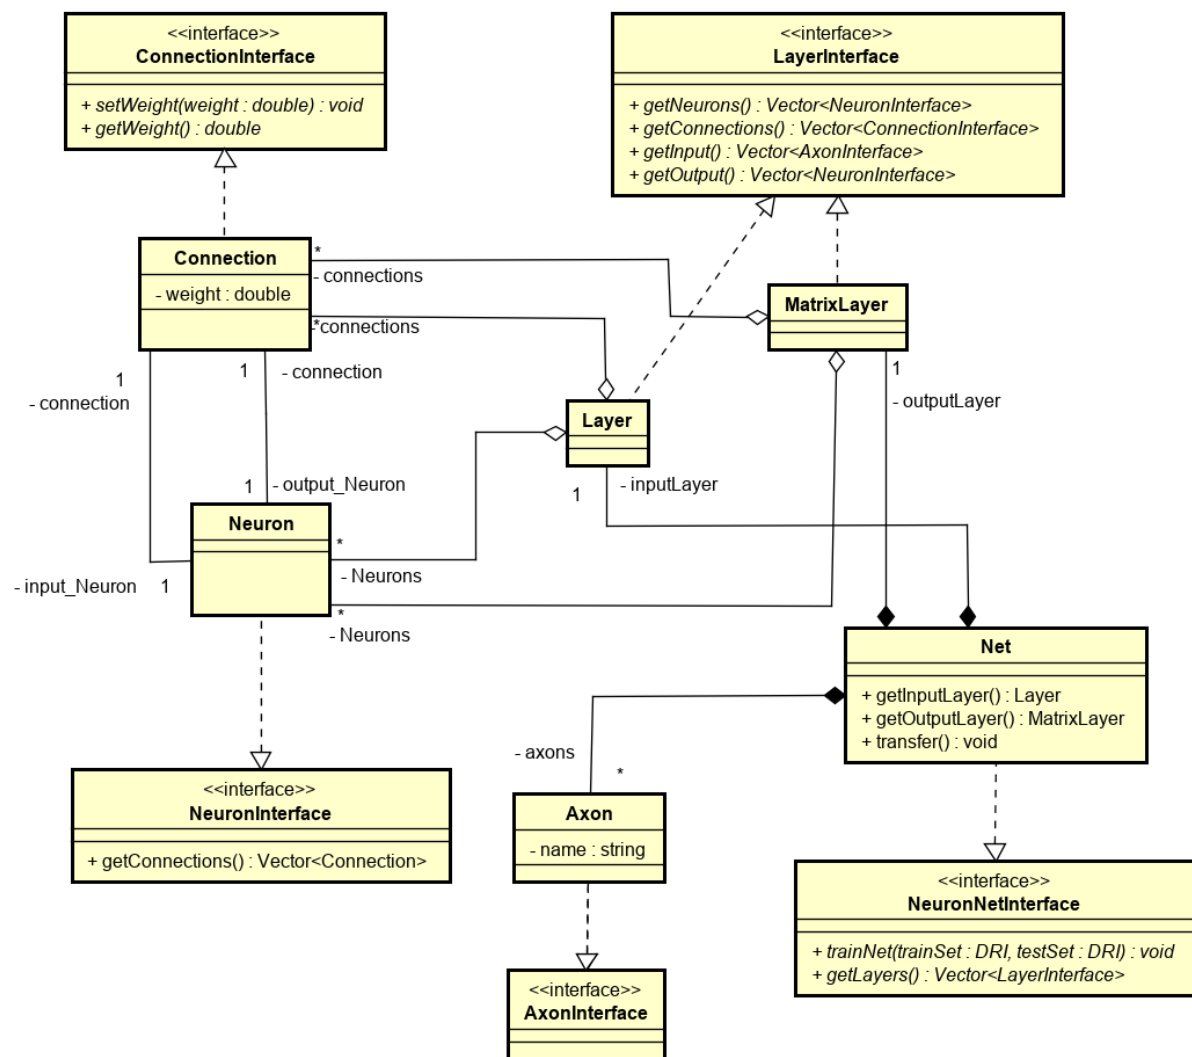 <<interface>>
ConnectionInterface
+ setWeight(weight : double) : void
+ getWeight() : double
<<interface>>
LayerInterface
+ getNeurons() : Vector<NeuronInterface>
+ getConnections() : Vector<ConnectionInterface>
+ getInput() : Vector<AxonInterface>
+ getOutput() : Vector<NeuronInterface>
Connection
- weight : double
*
- connections
*
- connections
MatrixLayer
1
- connection
1
- connection
1
- outputLayer
Layer
1
- inputLayer
1
- output_Neuron
Neuron
- input_Neuron
1
*
- Neurons
*
- Neurons
Net
+ getInputLayer() : Layer
+ getOutputLayer() : MatrixLayer
+ transfer() : void
- axons
*
<<interface>>
NeuronInterface
+ getConnections() : Vector<Connection>
Axon
- name : string
<<interface>>
NeuronNetInterface
+ trainNet(trainSet : DRI, testSet : DRI) : void
+ getLayers() : Vector<LayerInterface>
<<interface>>
AxonInterface